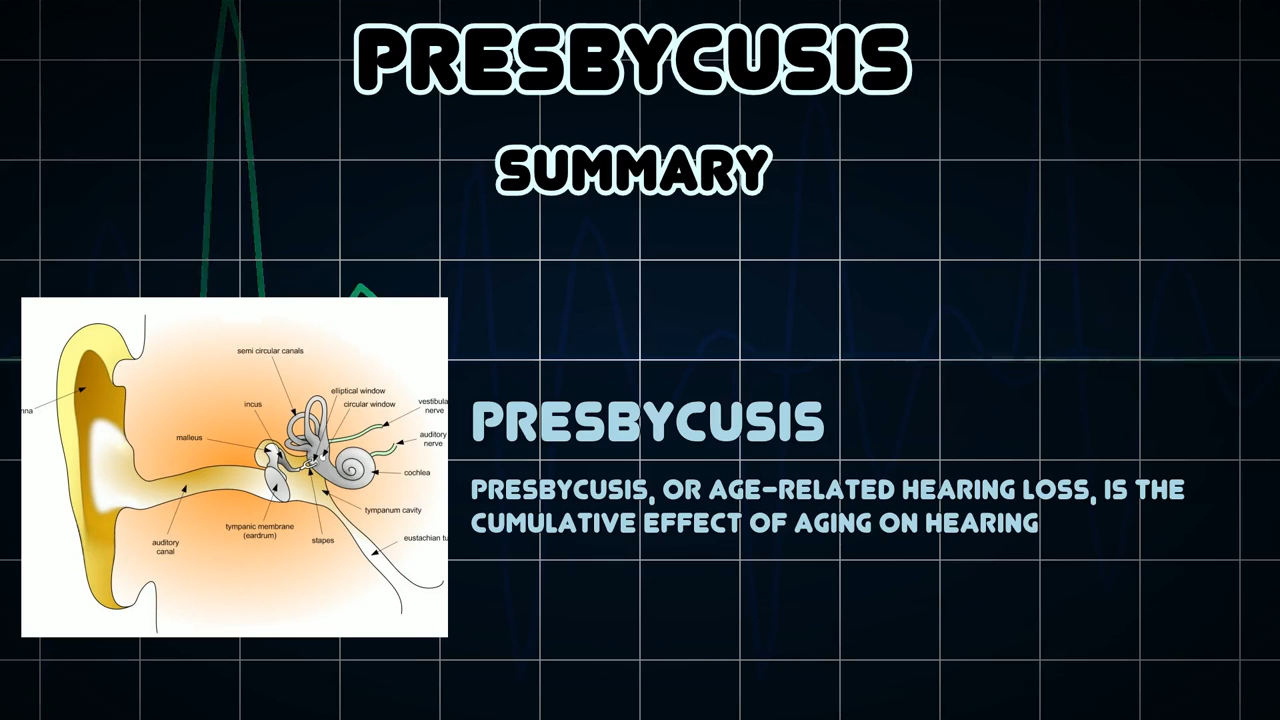 PRESBYCUSIS
SUMMARY
semi circular canals
elliptical window
incus
circular window
vestibula
nerve
nna
malleus
auditory
nerve
cochlea
tympanum cavity
tympanic membrane
(eardrum)
stapes
eustachian tu
auditory
canal
PRESBYCUSIS
PRESBYCUSIS, OR AGE-RELATED HEARING LOSS, IS THE
CUMULATIVE EFFECT OF AGING ON HEARING